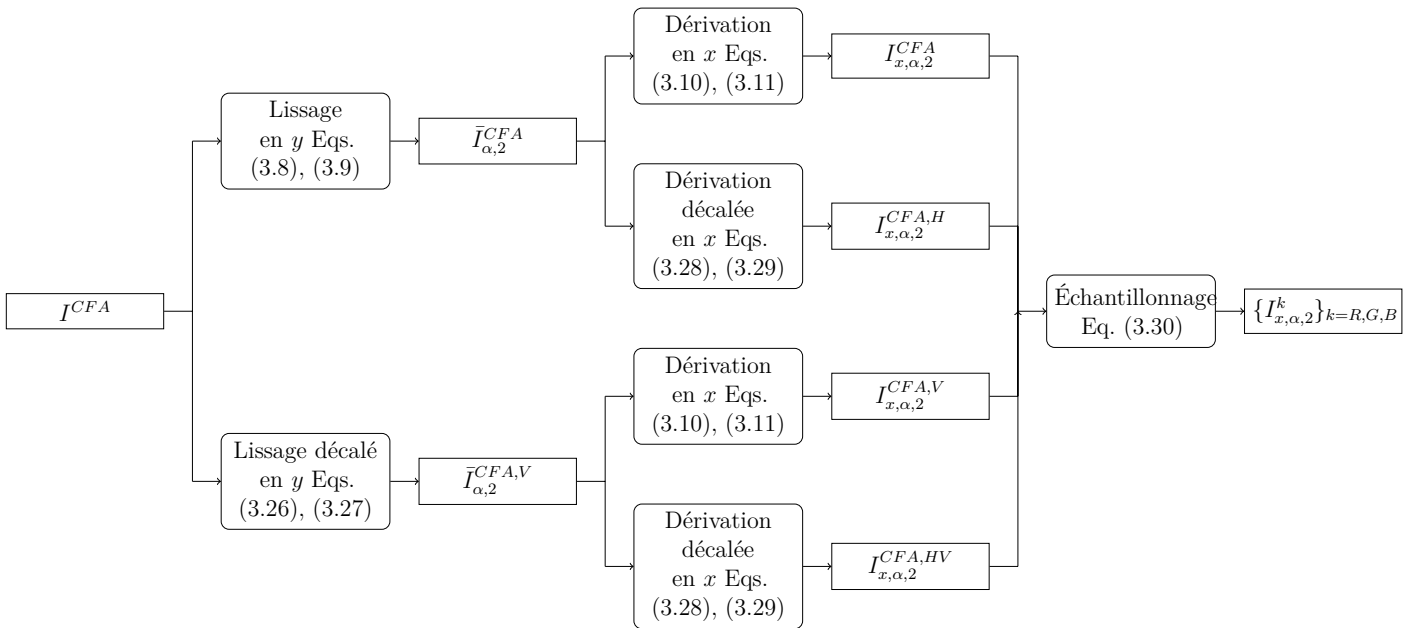 I^{CFA}
Lissage
en y Eqs.
(3.8), (3.9)
Ī^{CFA}_{α,2}
Dérivation
en x Eqs.
(3.10), (3.11)
I^{CFA}_{x,α,2}
Dérivation
décalée
en x Eqs.
(3.28), (3.29)
I^{CFA,H}_{x,α,2}
Lissage décalé
en y Eqs.
(3.26), (3.27)
Ī^{CFA,V}_{α,2}
Dérivation
en x Eqs.
(3.10), (3.11)
I^{CFA,V}_{x,α,2}
Dérivation
décalée
en x Eqs.
(3.28), (3.29)
I^{CFA,HV}_{x,α,2}
Échantillonnage
Eq. (3.30)
{I^{k}_{x,α,2}}_{k=R,G,B}